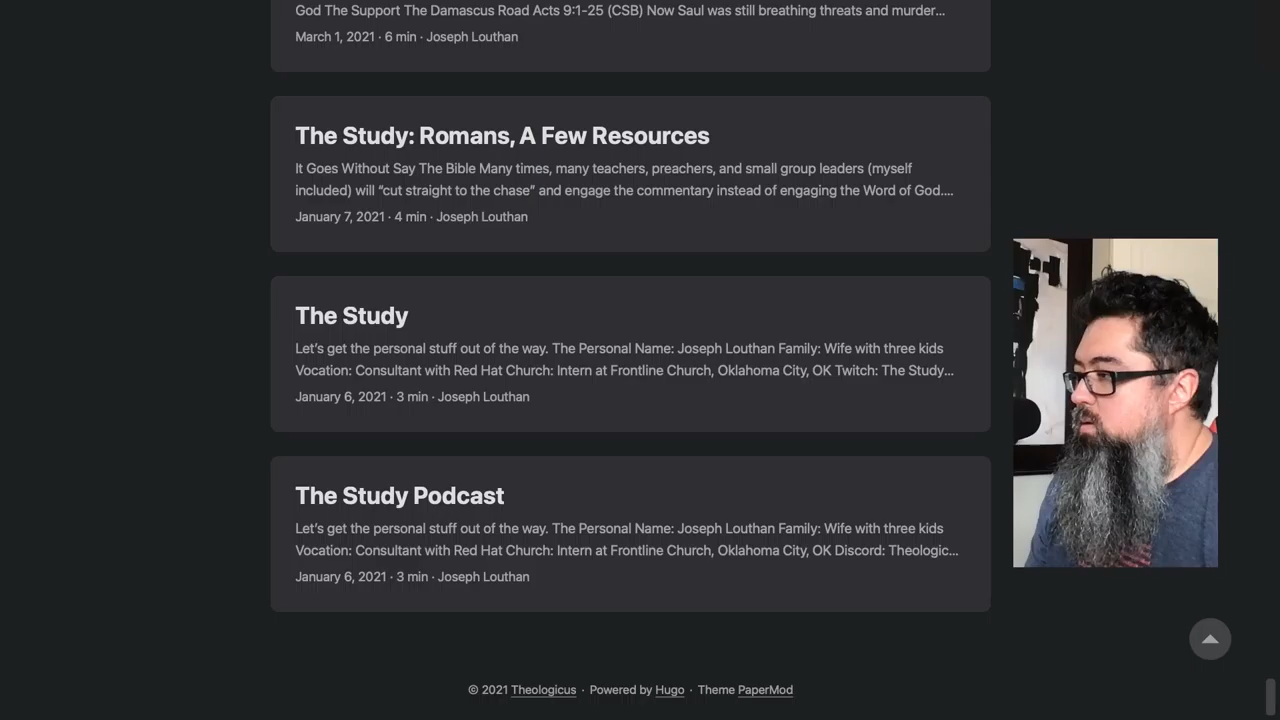 God The Support The Damascus Road Acts 9:1-25 (CSB) Now Saul was still breathing threats and murder...
March 1, 2021 · 6 min · Joseph Louthan
The Study: Romans, A Few Resources
It Goes Without Say The Bible Many times, many teachers, preachers, and small group leaders (myself
included) will “cut straight to the chase” and engage the commentary instead of engaging the Word of God....
January 7, 2021 · 4 min · Joseph Louthan
The Study
Let’s get the personal stuff out of the way. The Personal Name: Joseph Louthan Family: Wife with three kids
Vocation: Consultant with Red Hat Church: Intern at Frontline Church, Oklahoma City, OK Twitch: The Study...
January 6, 2021 · 3 min · Joseph Louthan
The Study Podcast
Let’s get the personal stuff out of the way. The Personal Name: Joseph Louthan Family: Wife with three kids
Vocation: Consultant with Red Hat Church: Intern at Frontline Church, Oklahoma City, OK Discord: Theologic...
January 6, 2021 · 3 min · Joseph Louthan
© 2021 Theologicus · Powered by Hugo · Theme PaperMod